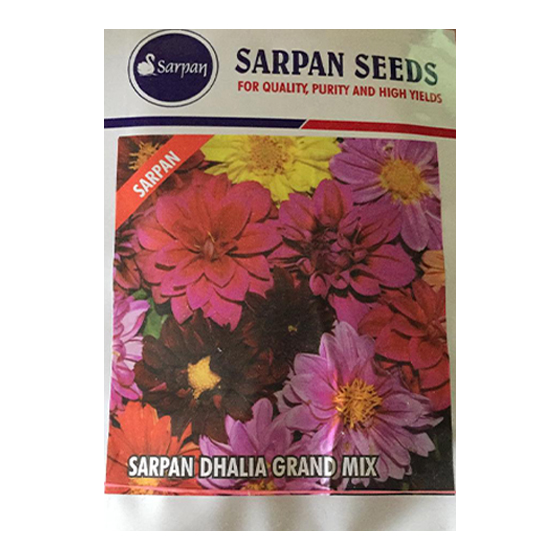 Sarpan
SARPAN SEEDS
FOR QUALITY, PURITY AND HIGH YIELDS
SARPAN
SARPAN DHALIA GRAND MIX